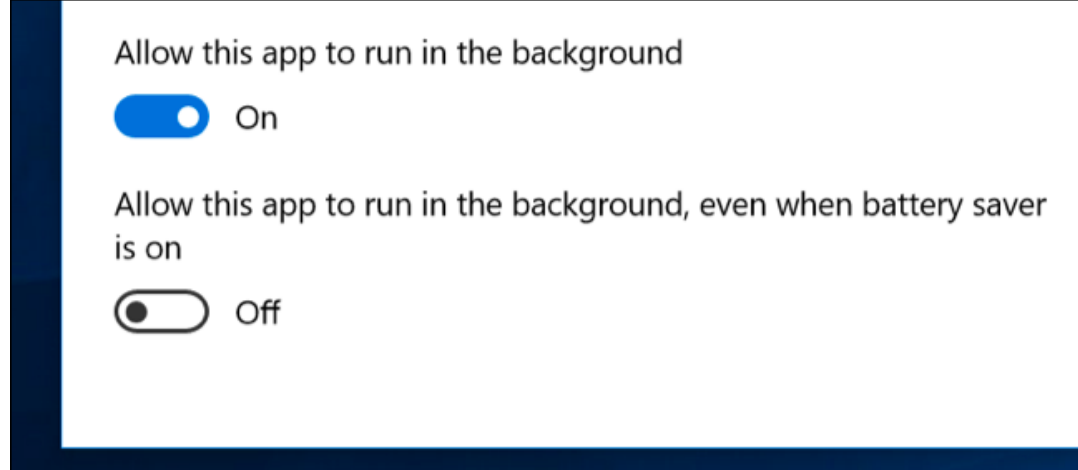 Allow this app to run in the background
On
Allow this app to run in the background, even when battery saver
is on
Off